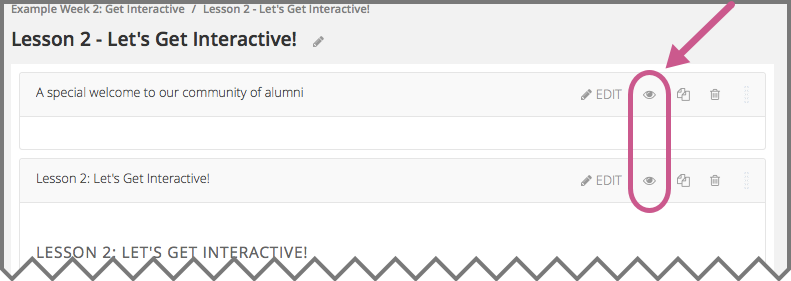 Example Week 2: Get Interactive / Lesson 2 - Let's Get Interactive!
Lesson 2 - Let's Get Interactive!
A special welcome to our community of alumni EDIT
Lesson 2: Let's Get Interactive! EDIT
LESSON 2: LET'S GET INTERACTIVE!